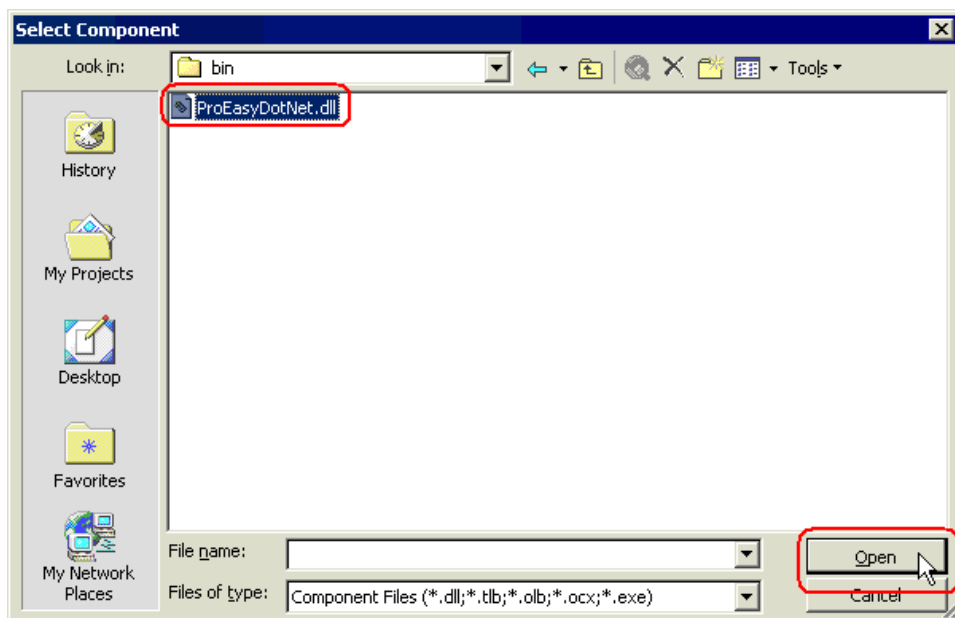 Select Component
Look in:
bin
Tools
ProEasyDotNet.dll
History
My Projects
Desktop
Favorites
My Network
Places
File name:
Open
Files of type:
Component Files (*.dll;*.tlb;*.olb;*.ocx;*.exe)
Cancel